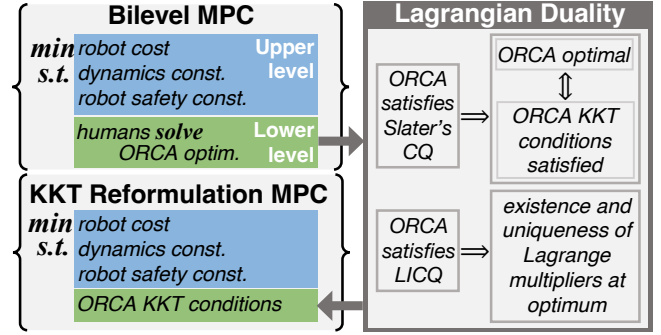 Bilevel MPC
min robot cost Upper
s.t. dynamics const. level
robot safety const.
humans solve Lower
ORCA optim. level
KKT Reformulation MPC
min robot cost
s.t. dynamics const.
robot safety const.
ORCA KKT conditions
Lagrangian Duality
ORCA
satisfies
Slater's
CQ
⇒
ORCA optimal
⇕
ORCA KKT
conditions
satisfied
ORCA
satisfies
LICQ
⇒
existence and
uniqueness of
Lagrange
multipliers at
optimum